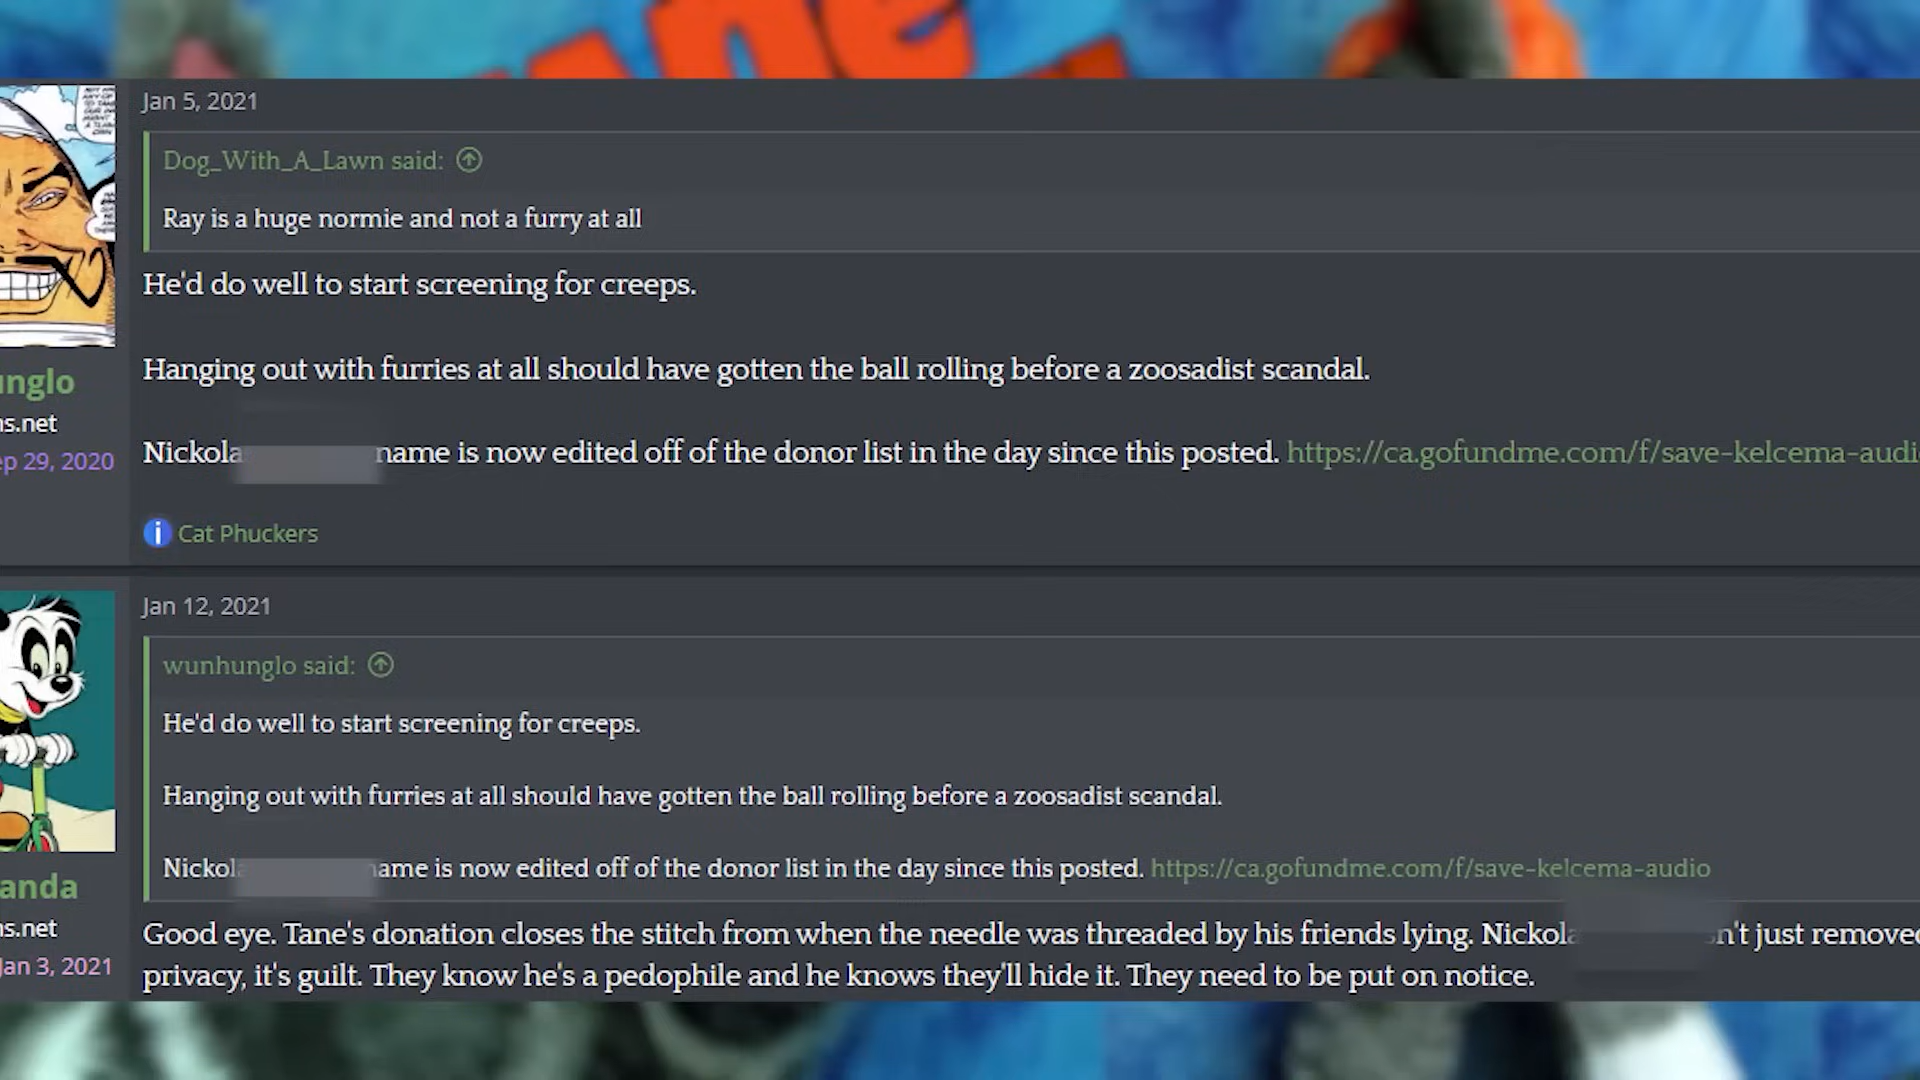 Jan 5, 2021
Dog_With_A_Lawn said:
Ray is a huge normie and not a furry at all
He'd do well to start screening for creeps.
Hanging out with furries at all should have gotten the ball rolling before a zoosadist scandal.
Nickola name is now edited off of the donor list in the day since this posted. https://ca.gofundme.com/f/save-kelcema-audi
unglo
ns.net
ep 29, 2020
Cat Phuckers
Jan 12, 2021
wunhunglo said:
He'd do well to start screening for creeps.
Hanging out with furries at all should have gotten the ball rolling before a zoosadist scandal.
Nickol ame is now edited off of the donor list in the day since this posted. https://ca.gofundme.com/f/save-kelcema-audio
anda
ns.net
Jan 3, 2021
Good eye. Tane's donation closes the stitch from when the needle was threaded by his friends lying. Nickola n't just removed
privacy, it's guilt. They know he's a pedophile and he knows they'll hide it. They need to be put on notice.